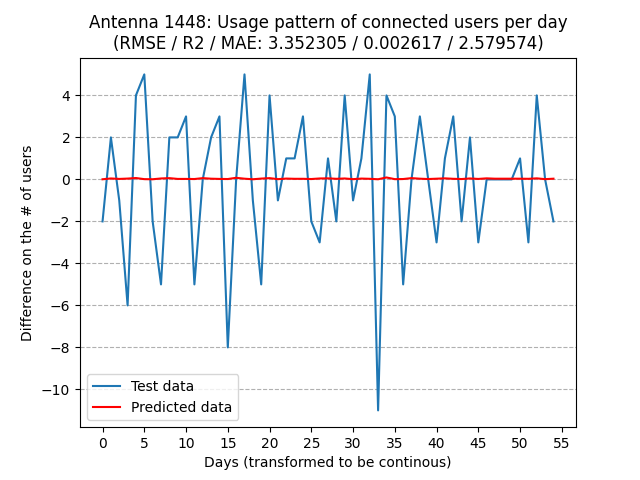 Antenna 1448: Usage pattern of connected users per day
(RMSE / R2 / MAE: 3.352305 / 0.002617 / 2.579574)
Difference on the # of users
4
2
0
−2
−4
−6
−8
−10
Test data
Predicted data
0 5 10 15 20 25 30 35 40 45 50 55
Days (transformed to be continous)